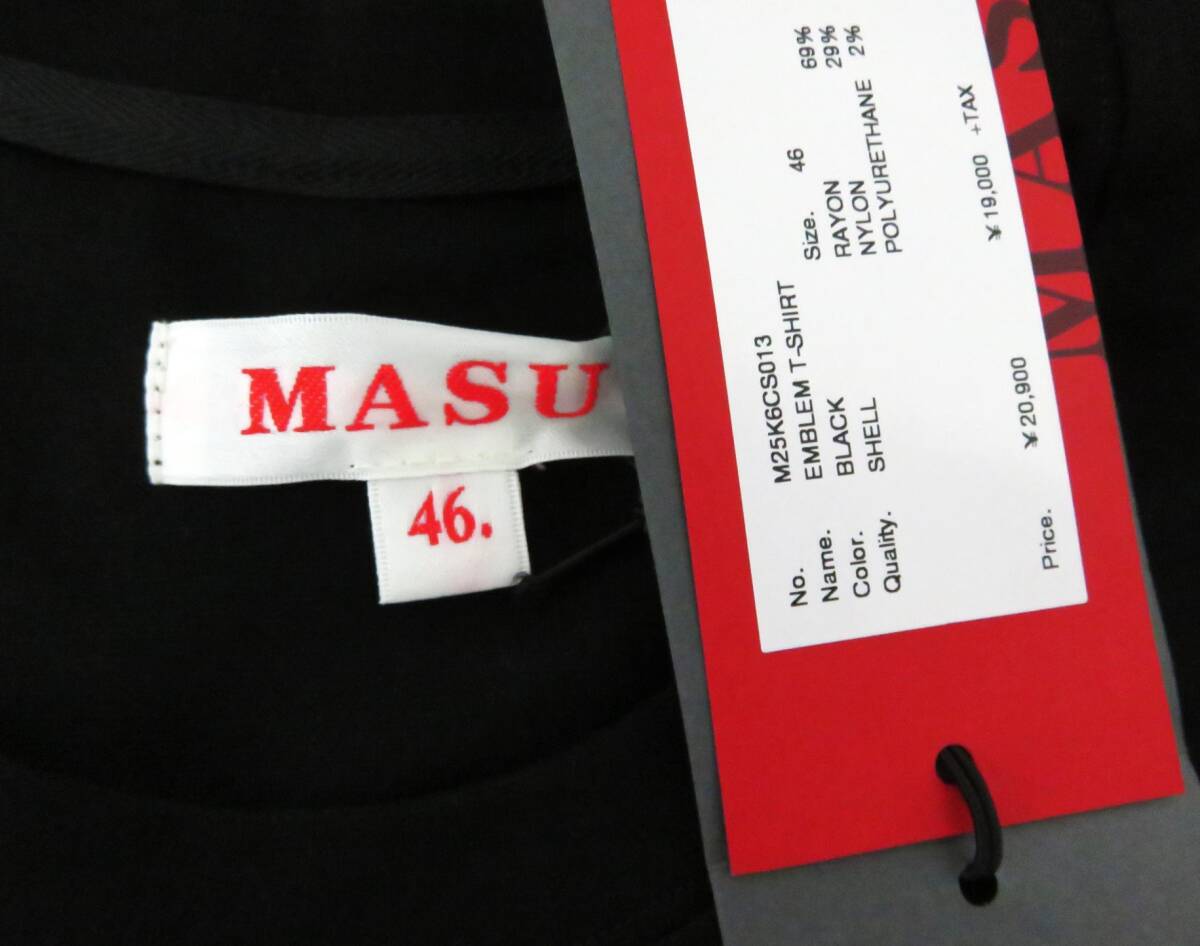 MASU
46.
No. M25K6CS013
Name. EMBLEM T-SHIRT
Color. BLACK Size. 46
Quality. SHELL RAYON 69%
NYLON 29%
POLYURETHANE 2%
¥19,000 +TAX
Price. ¥20,900
MAS